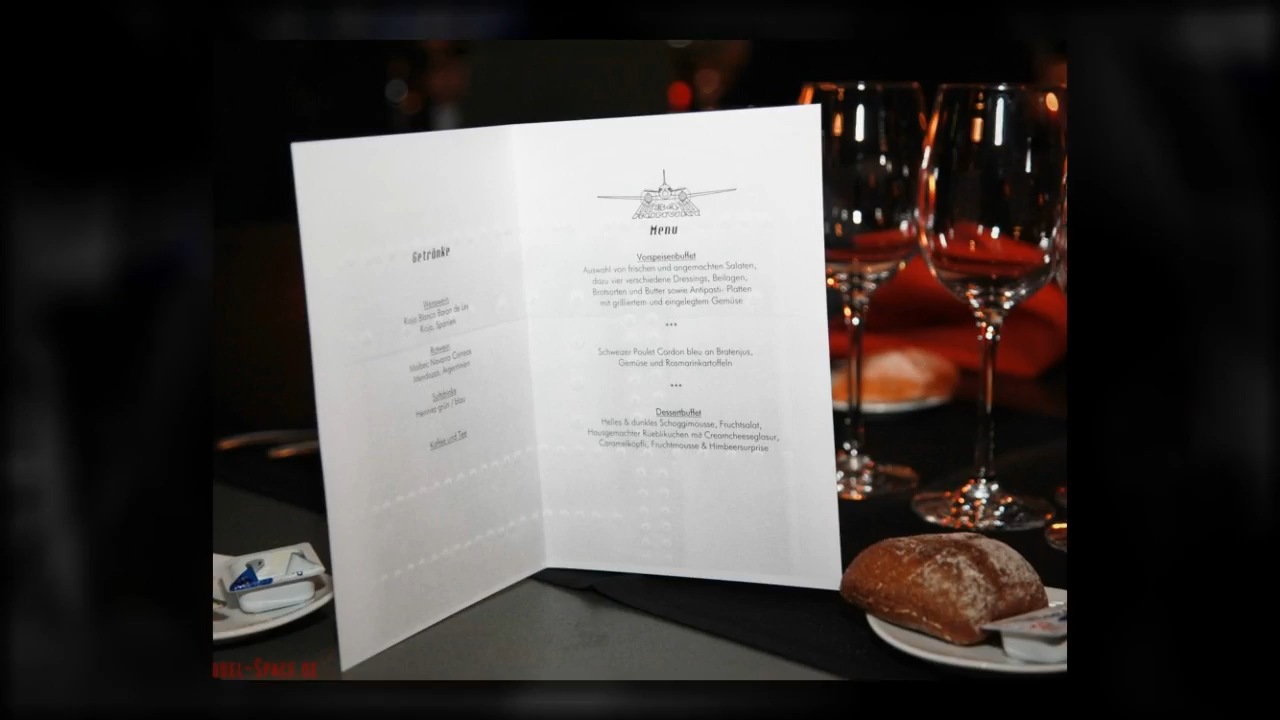 Getränke
Weisswein
Rioja Blanco Baron de Ley
Rioja, Spanien
Rotwein
Malbec Navarro Correas
Mendoza, Argentinien
Softdrinks
Henniez grün / blau
Kaffee und Tee
Menu
Vorspeisenbuffet
Auswahl von frischen und angemachten Salaten,
dazu vier verschiedene Dressings, Beilagen,
Brotsorten und Butter sowie Antipasti- Platten
mit grilliertem und eingelegtem Gemüse
***
Schweizer Poulet Cordon bleu an Bratenjus,
Gemüse und Rosmarinkartoffeln
***
Dessertbuffet
Helles & dunkles Schoggimousse, Fruchtsalat,
Hausgemachter Rüeblikuchen mit Creamcheeseglasur,
Caramelköpfli, Fruchtmousse & Himbeersurprise